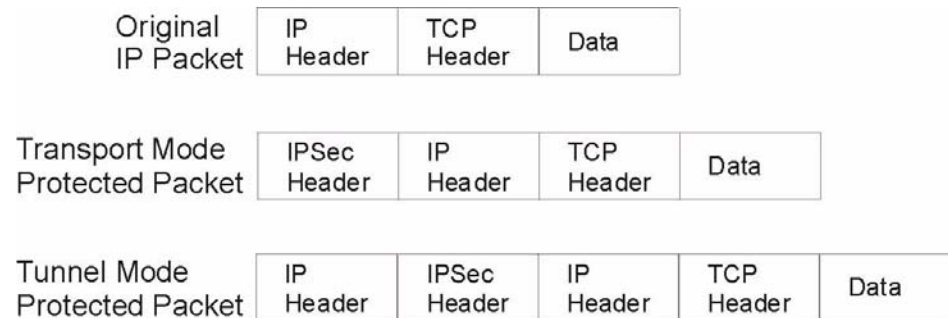 Original
IP Packet
IP
Header
TCP
Header
Data
Transport Mode
Protected Packet
IPSec
Header
IP
Header
TCP
Header
Data
Tunnel Mode
Protected Packet
IP
Header
IPSec
Header
IP
Header
TCP
Header
Data